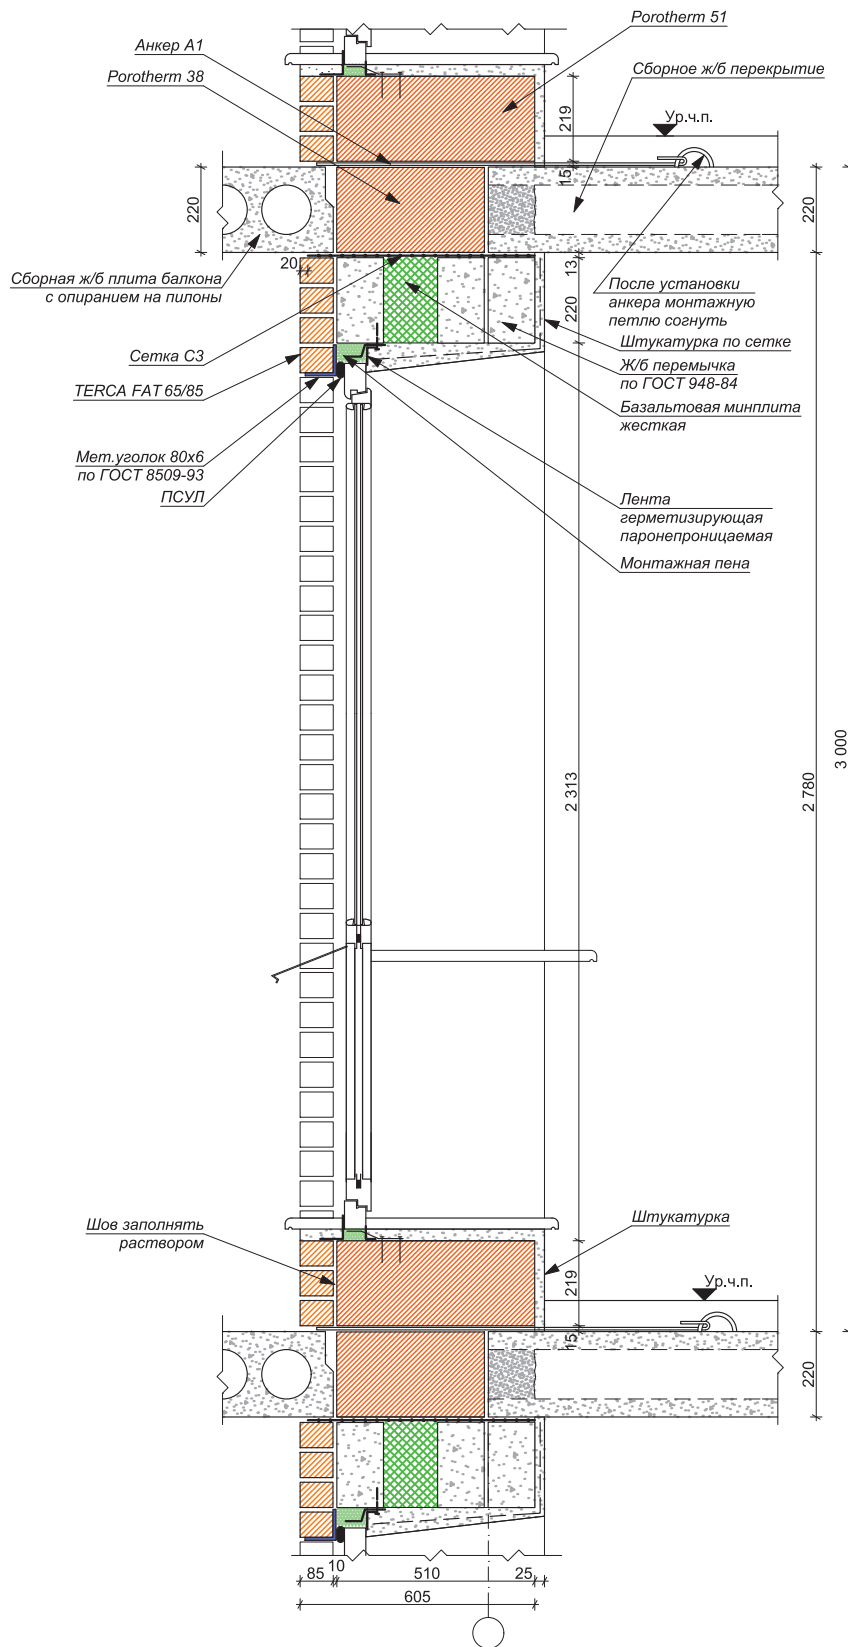 Porotherm 51
Анкер А1
Porotherm 38
Сборное ж/б перекрытие
219
Ур.ч.п.
15
220
220
Сборная ж/б плита балкона
с опиранием на пилоны
20
13
После установки
анкера монтажную
петлю согнуть
220
Штукатурка по сетке
Сетка С3
Ж/б перемычка
по ГОСТ 948-84
TERCA FAT 65/85
Базальтовая минплита
жесткая
Мет.уголок 80х6
по ГОСТ 8509-93
ПСУЛ
Лента
герметизирующая
паронепроницаемая
Монтажная пена
2 313
2 780
3 000
Шов заполнять
раствором
Штукатурка
219
Ур.ч.п.
15
220
85
10
510
25
605